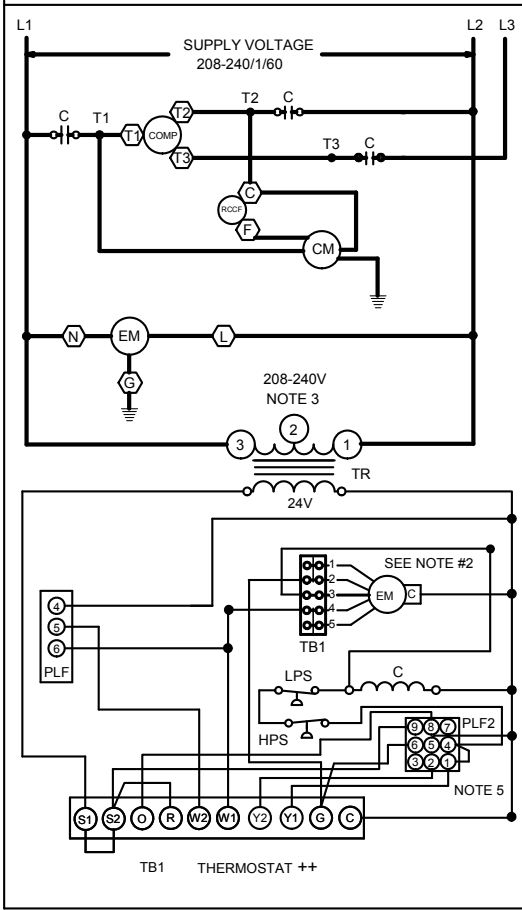 L1 L2 L3
SUPPLY VOLTAGE
208-240/1/60
C T1 T2 T2 C
T1 COMP
T3 T3 C
C
RCCF
F
CM
N EM L
G
208-240V
NOTE 3
3 2 1
TR
24V
SEE NOTE #2
1
2
3 EM C
4
5
TB1
4
5
6
PLF
LPS C
HPS
PLF2
9 8 7
6 5 4
3 2 1
NOTE 5
S1 S2 O R W2 W1 Y2 Y1 G C
TB1 THERMOSTAT ++